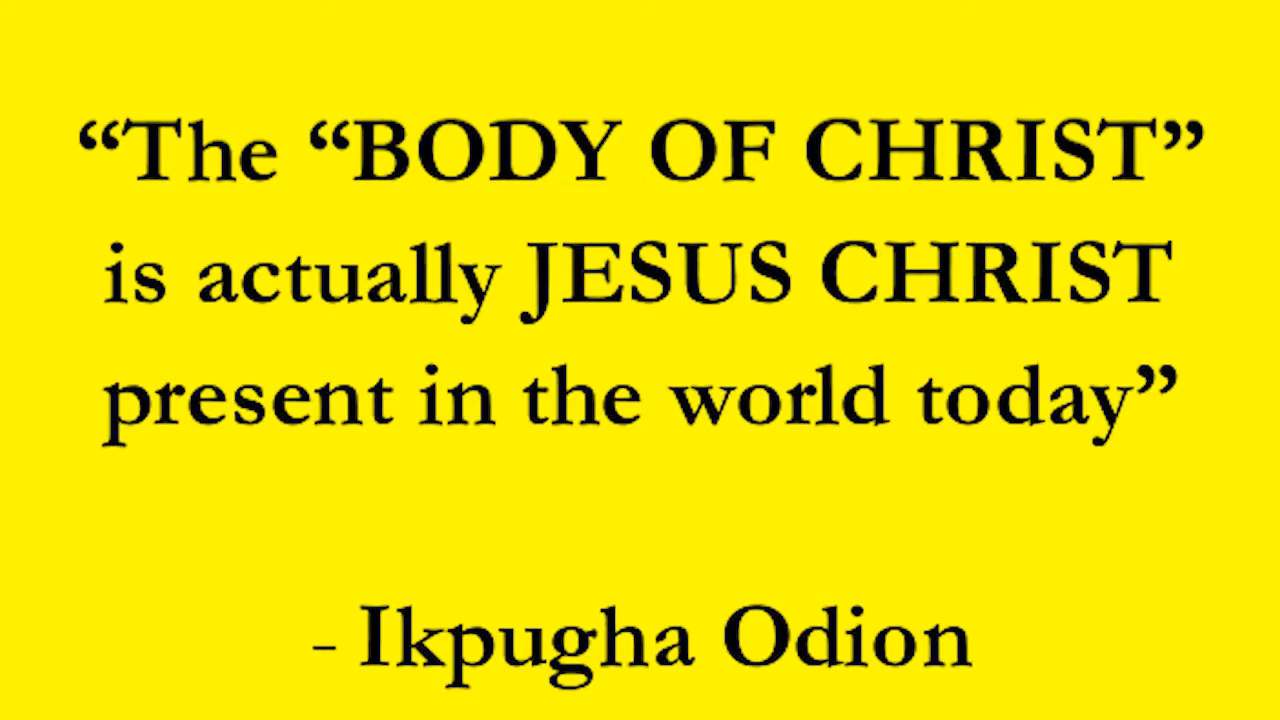 “The “BODY OF CHRIST”
is actually JESUS CHRIST
present in the world today”
- Ikpugha Odion